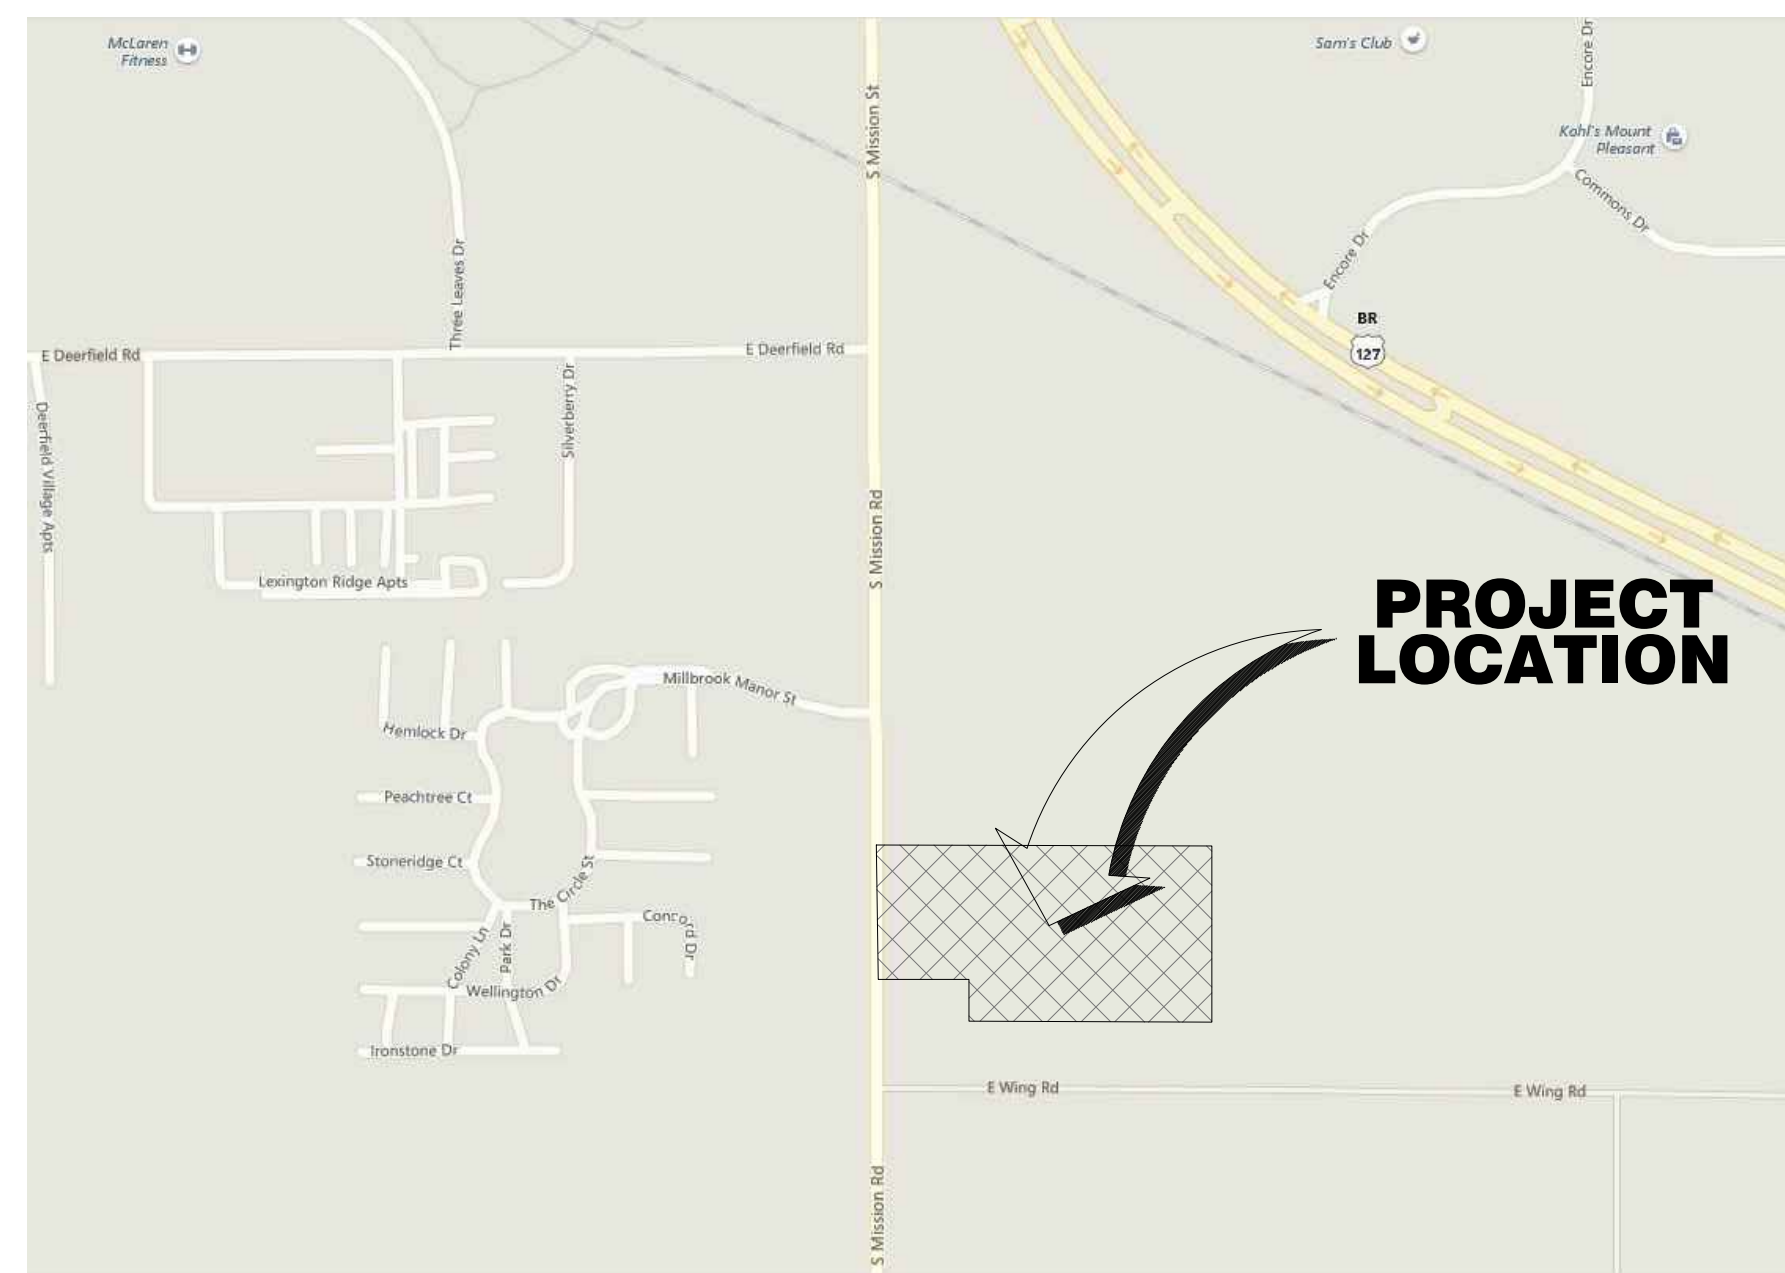 McLaren
Fitness
S Mission St
Sam's Club
Encore Dr
Kohl's Mount
Pleasant
Commons Dr
Encore Dr
Three Leaves Dr
BR
127
E Deerfield Rd
E Deerfield Rd
Silverberry Dr
Deerfield Village Apts
S Mission Rd
Lexington Ridge Apts
PROJECT
LOCATION
Millbrook Manor St
Hemlock Dr
Peachtree Ct
Stoneridge Ct
The Circle St
Concord Dr
Colony Ln
Park Dr
Wellington Dr
Ironstone Dr
E Wing Rd
E Wing Rd
S Mission Rd